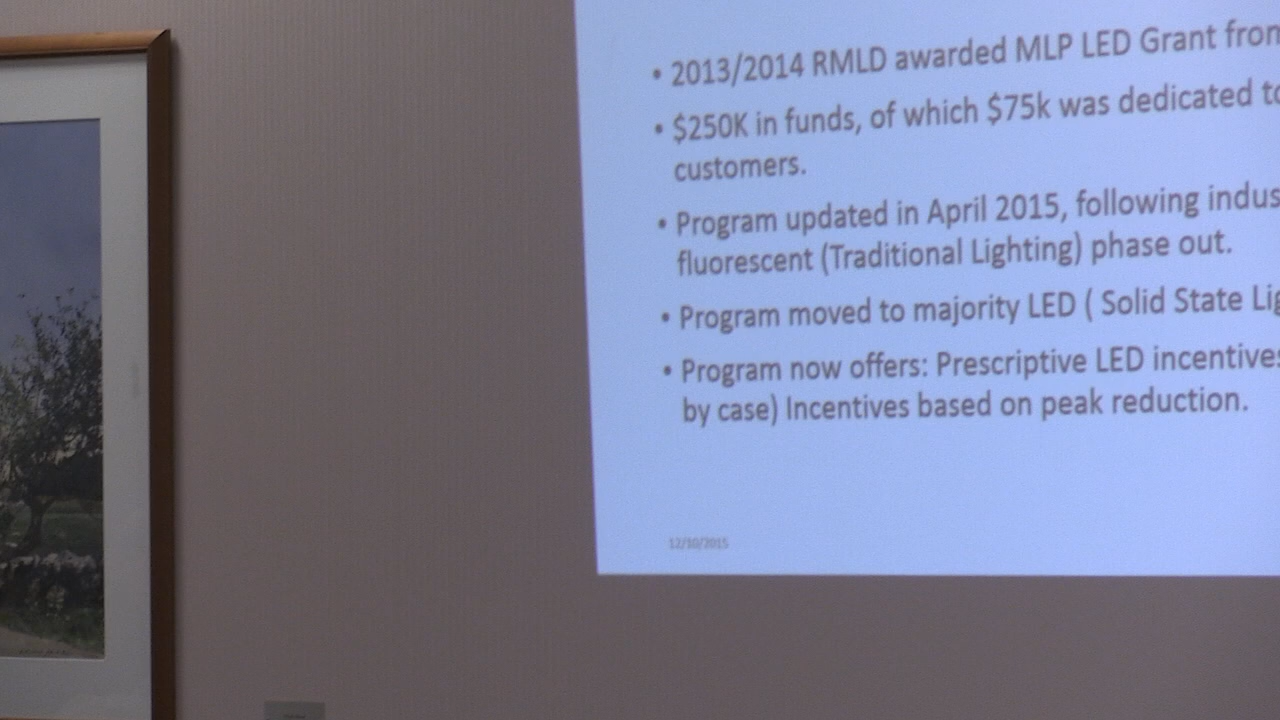 • 2013/2014 RMLD awarded MLP LED Grant from
• $250K in funds, of which $75k was dedicated to
customers.
• Program updated in April 2015, following indus
fluorescent (Traditional Lighting) phase out.
• Program moved to majority LED ( Solid State Lig
• Program now offers: Prescriptive LED incentives
by case) Incentives based on peak reduction.
12/10/2015